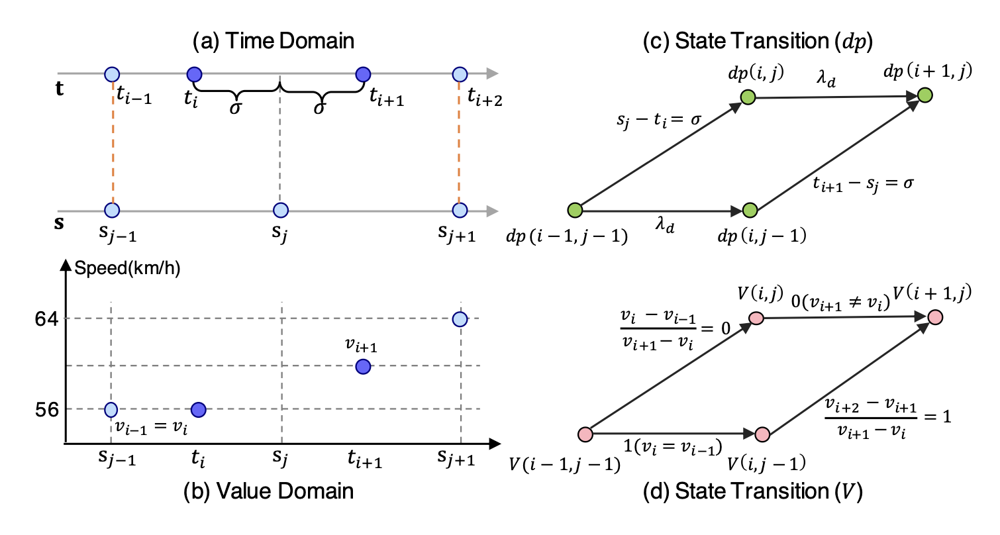 (a) Time Domain
t
t_{i-1}
t_i
σ
σ
t_{i+1}
t_{i+2}
s
s_{j-1}
s_j
s_{j+1}
Speed(km/h)
64
56
v_{i-1} = v_i
v_{i+1}
s_{j-1}
t_i
s_j
t_{i+1}
s_{j+1}
(b) Value Domain
(c) State Transition (dp)
dp(i, j)
λ_d
dp(i + 1, j)
s_j − t_i = σ
t_{i+1} − s_j = σ
λ_d
dp(i − 1, j − 1)
dp(i, j − 1)
V(i, j)
0(v_{i+1} ≠ v_i)
V(i + 1, j)
\frac{v_i − v_{i-1}}{v_{i+1} − v_i} = 0
\frac{v_{i+2} − v_{i+1}}{v_{i+1} − v_i} = 1
1(v_i = v_{i-1})
V(i − 1, j − 1)
V(i, j − 1)
(d) State Transition (V)